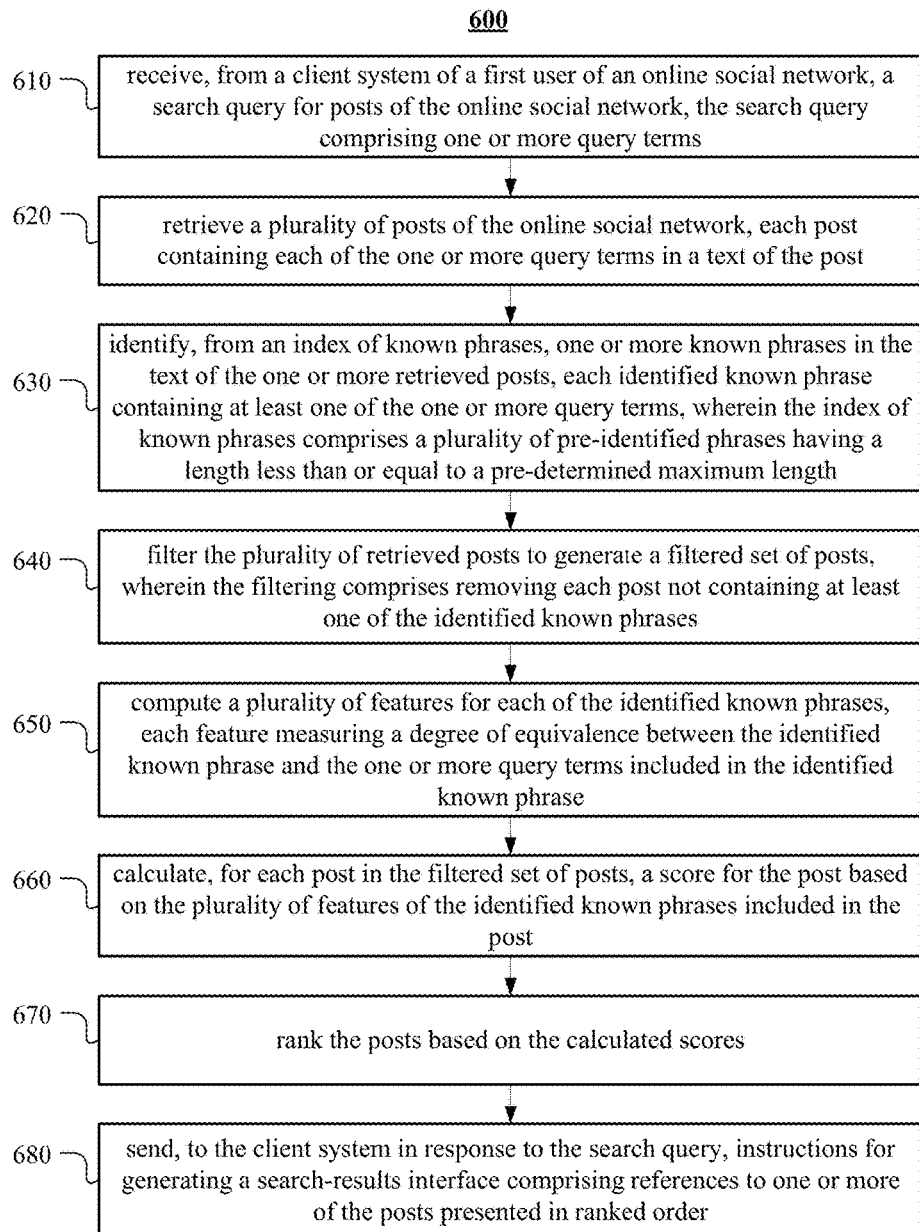 600
610
receive, from a client system of a first user of an online social network, a
search query for posts of the online social network, the search query
comprising one or more query terms
620
retrieve a plurality of posts of the online social network, each post
containing each of the one or more query terms in a text of the post
630
identify, from an index of known phrases, one or more known phrases in the
text of the one or more retrieved posts, each identified known phrase
containing at least one of the one or more query terms, wherein the index of
known phrases comprises a plurality of pre-identified phrases having a
length less than or equal to a pre-determined maximum length
640
filter the plurality of retrieved posts to generate a filtered set of posts,
wherein the filtering comprises removing each post not containing at least
one of the identified known phrases
650
compute a plurality of features for each of the identified known phrases,
each feature measuring a degree of equivalence between the identified
known phrase and the one or more query terms included in the identified
known phrase
660
calculate, for each post in the filtered set of posts, a score for the post based
on the plurality of features of the identified known phrases included in the
post
670
rank the posts based on the calculated scores
680
send, to the client system in response to the search query, instructions for
generating a search-results interface comprising references to one or more
of the posts presented in ranked order